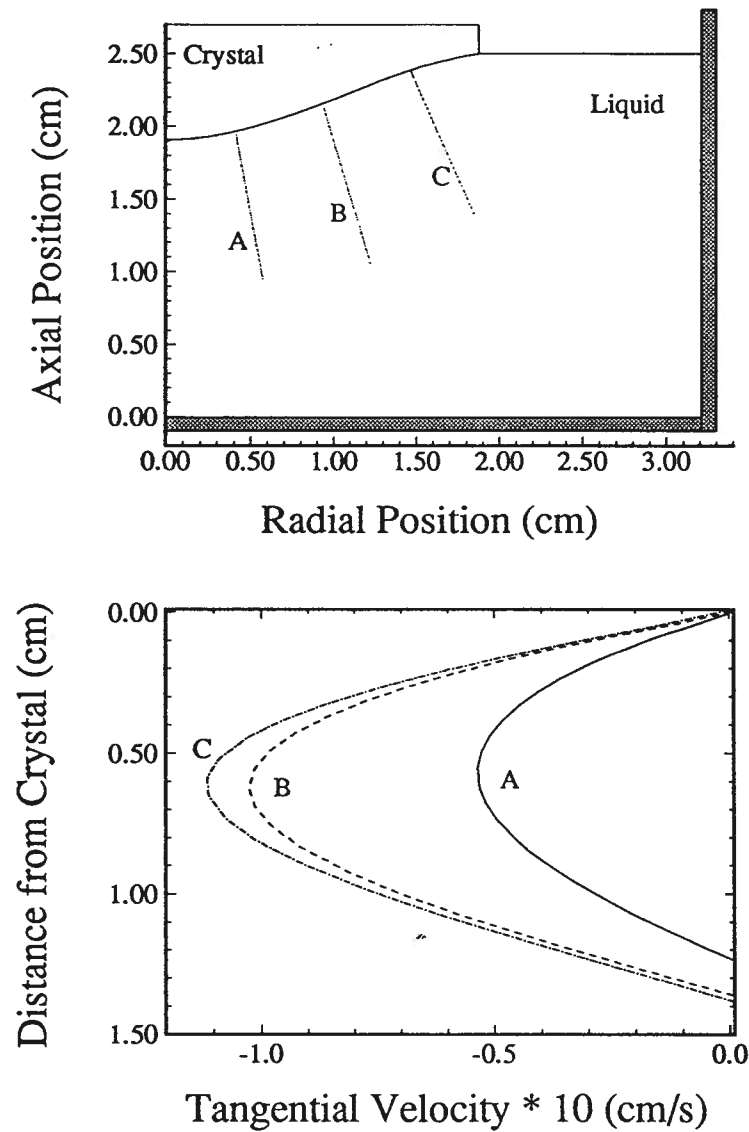 2.50
Crystal
Liquid
2.00
C
1.50
B
A
1.00
0.50
0.00
Axial Position (cm)
0.00 0.50 1.00 1.50 2.00 2.50 3.00
Radial Position (cm)
0.00
0.50
1.00
1.50
C
B
A
Distance from Crystal (cm)
-1.0 -0.5 0.0
Tangential Velocity * 10 (cm/s)